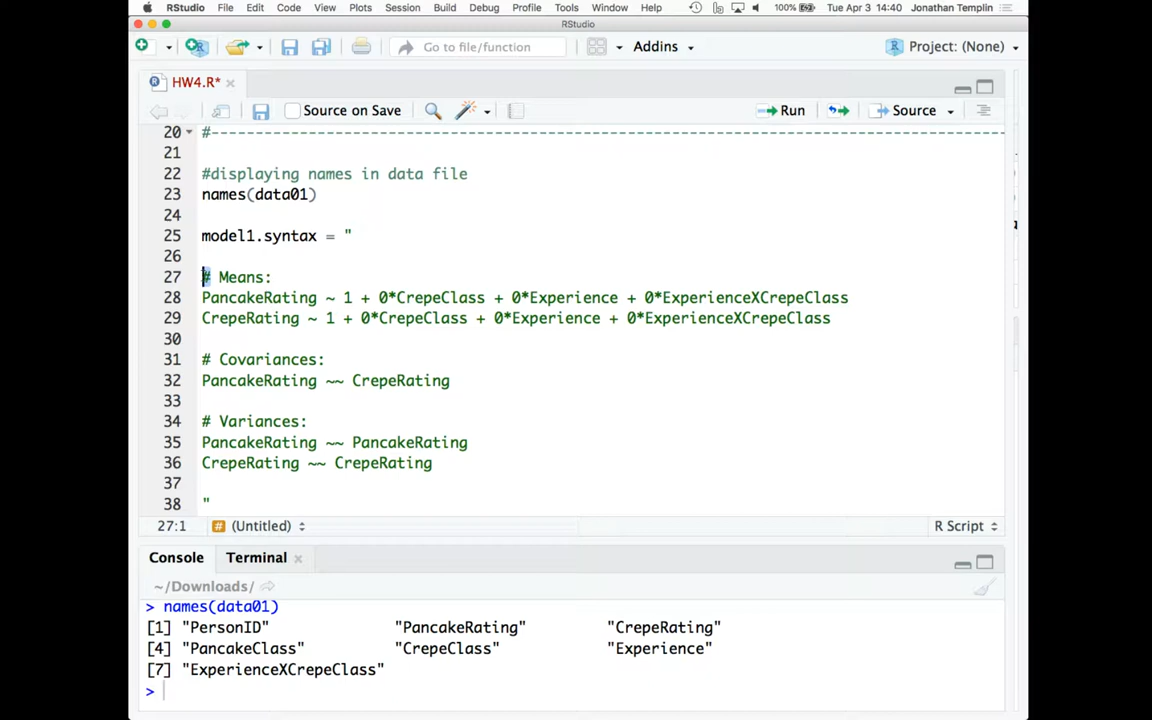 RStudio File Edit Code View Plots Session Build Debug Profile Tools Window Help 100% Tue Apr 3 14:40 Jonathan Templin
RStudio
Go to file/function Addins Project: (None)
HW4.R*
Source on Save Run Source
20 #------------------------------------------------------------------------------------------
21
22 #displaying names in data file
23 names(data01)
24
25 model1.syntax = "
26
27 # Means:
28 PancakeRating ~ 1 + 0*CrepeClass + 0*Experience + 0*ExperienceXCrepeClass
29 CrepeRating ~ 1 + 0*CrepeClass + 0*Experience + 0*ExperienceXCrepeClass
30
31 # Covariances:
32 PancakeRating ~~ CrepeRating
33
34 # Variances:
35 PancakeRating ~~ PancakeRating
36 CrepeRating ~~ CrepeRating
37
38 "
27:1 # (Untitled) R Script
Console Terminal
~/Downloads/
> names(data01)
[1] "PersonID" "PancakeRating" "CrepeRating"
[4] "PancakeClass" "CrepeClass" "Experience"
[7] "ExperienceXCrepeClass"
>